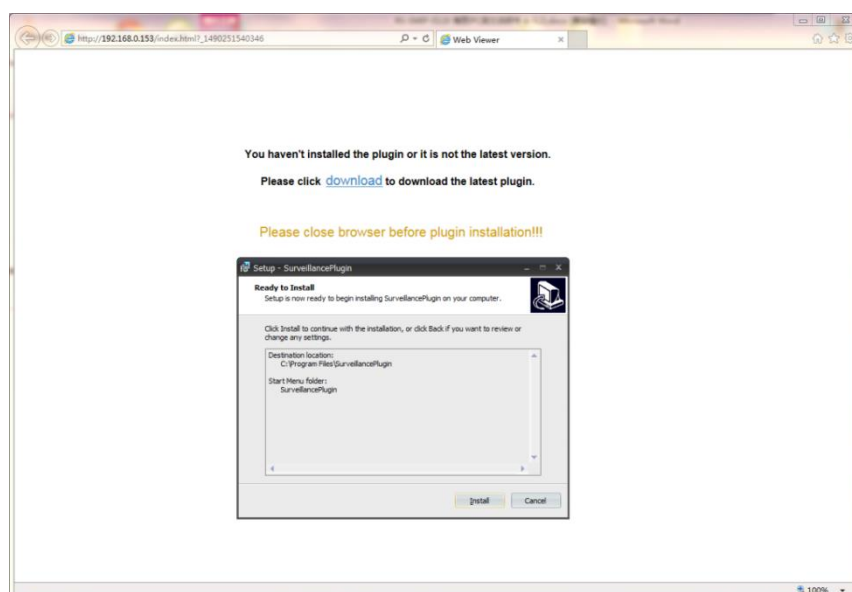 http://192.168.0.153/index.html?_1490251540346
Web Viewer
You haven't installed the plugin or it is not the latest version.
Please click download to download the latest plugin.
Please close browser before plugin installation!!!
Setup - SurveillancePlugin
Ready to Install
Setup is now ready to begin installing SurveillancePlugin on your computer.
Click Install to continue with the installation, or click Back if you want to review or
change any settings.
Destination location:
C:\Program Files\SurveillancePlugin
Start Menu folder:
SurveillancePlugin
Install
Cancel
100%